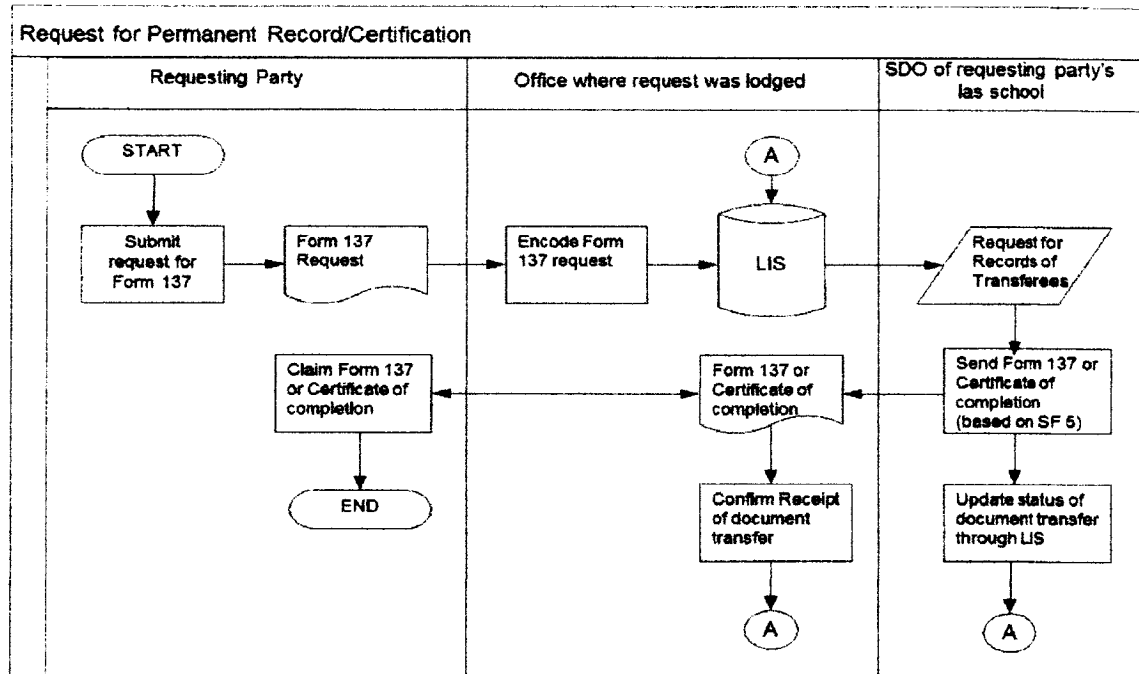 Request for Permanent Record/Certification
Requesting Party
Office where request was lodged
SDO of requesting party's
las school
START
A
Submit
request for
Form 137
Form 137
Request
Encode Form
137 request
LIS
Request for
Records of
Transferees
Claim Form 137
or Certificate of
completion
Form 137 or
Certificate of
completion
Send Form 137 or
Certificate of
completion
(based on SF 5)
END
Confirm Receipt
of document
transfer
Update status of
document transfer
through LIS
A
A